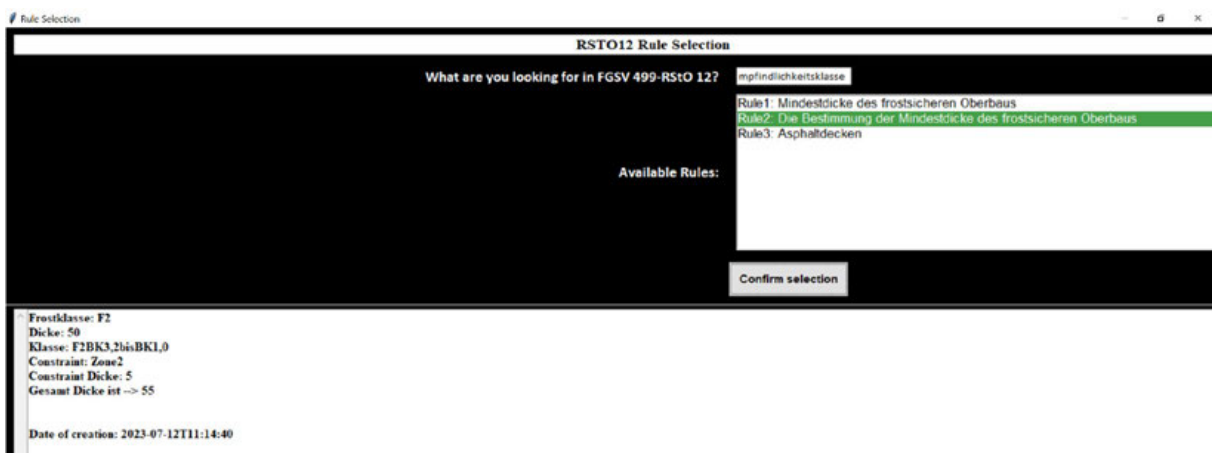 Rule Selection
RSTO12 Rule Selection
What are you looking for in FGSV 499-RStO 12?
mpfindlichkeitsklasse
Rule1: Mindestdicke des frostsicheren Oberbaus
Rule2: Die Bestimmung der Mindestdicke des frostsicheren Oberbaus
Rule3: Asphaltdecken
Available Rules:
Confirm selection
Frostklasse: F2
Dicke: 50
Klasse: F2BK3,2bisBK1,0
Constraint: Zone2
Constraint Dicke: 5
Gesamt Dicke ist --> 55
Date of creation: 2023-07-12T11:14:40